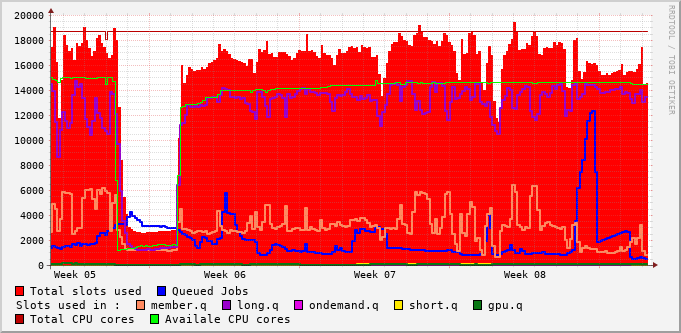 20000
18000
16000
14000
12000
10000
8000
6000
4000
2000
0
Week 05 Week 06 Week 07 Week 08
RRDTOOL / TOBI OETIKER
Total slots used Queued Jobs
Slots used in : member.q long.q ondemand.q short.q gpu.q
Total CPU cores Availale CPU cores